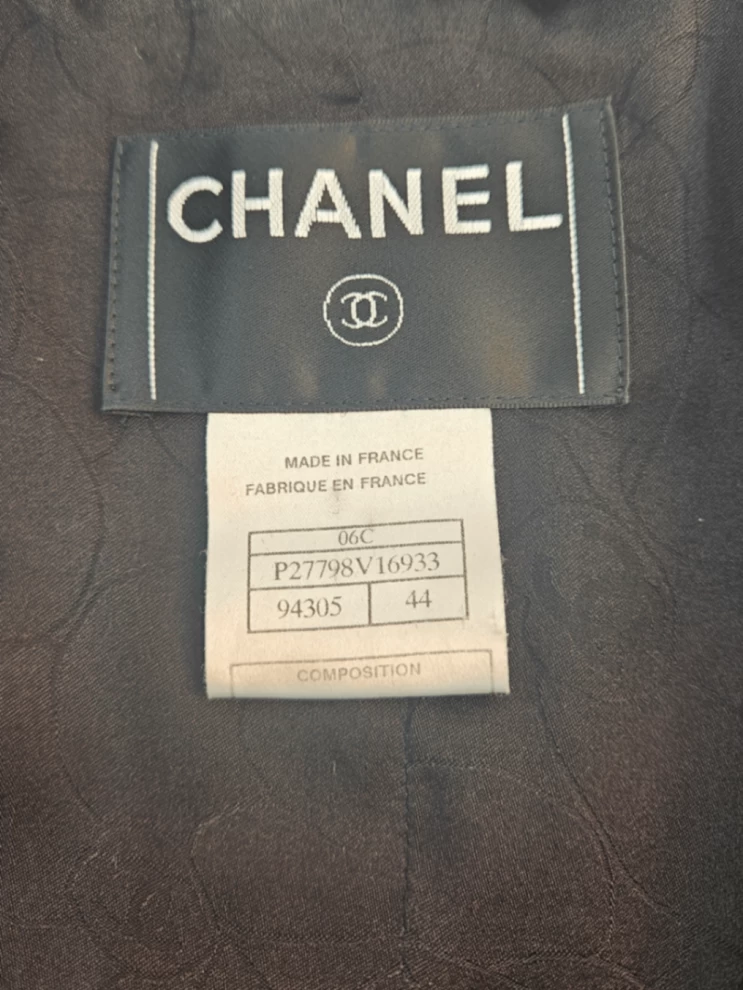 CHANEL
MADE IN FRANCE
FABRIQUE EN FRANCE
06C
P27798V16933
94305 44
COMPOSITION